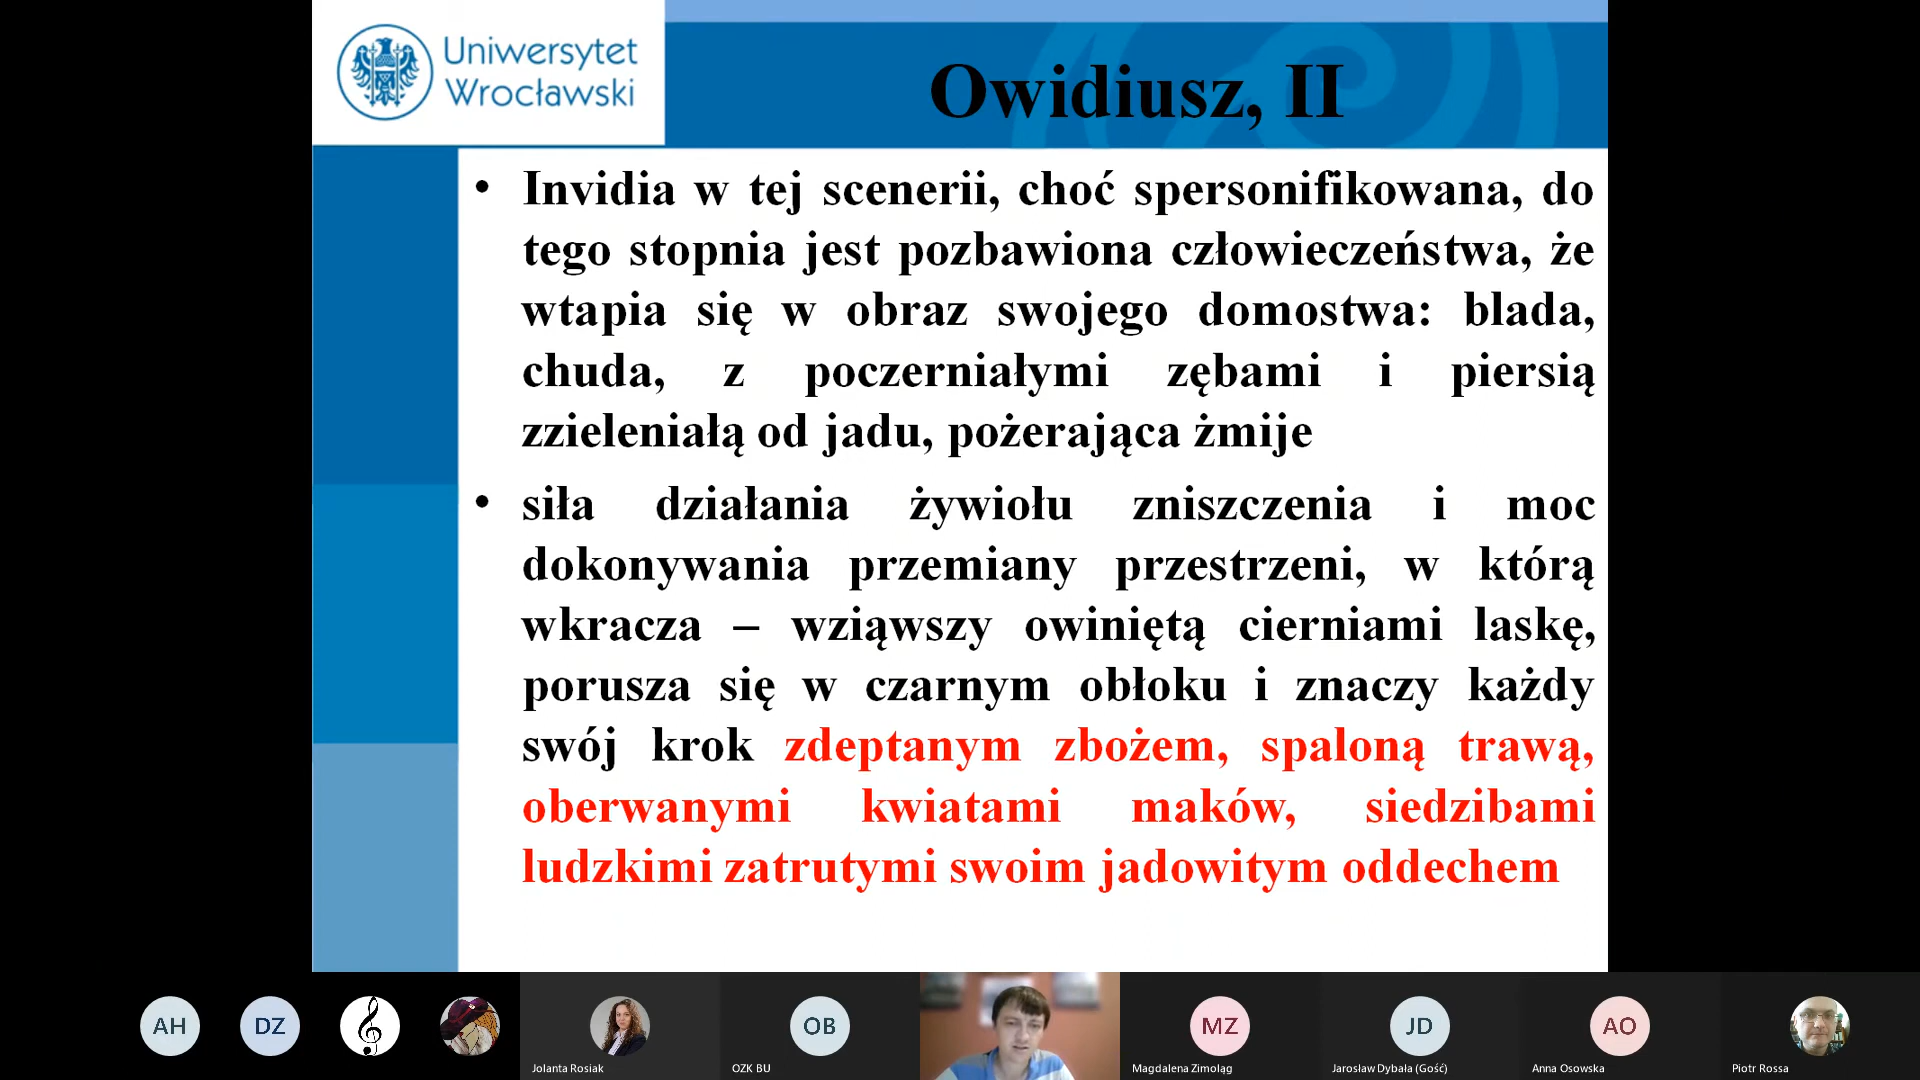 Uniwersytet
Wrocławski
Owidiusz, II
• Invidia w tej scenerii, choć spersonifikowana, do
tego stopnia jest pozbawiona człowieczeństwa, że
wtapia się w obraz swojego domostwa: blada,
chuda, z poczerniałymi zębami i piersią
zzieleniałą od jadu, pożerająca żmije
• siła działania żywiołu zniszczenia i moc
dokonywania przemiany przestrzeni, w którą
wkracza – wziąwszy owiniętą cierniami laskę,
porusza się w czarnym obłoku i znaczy każdy
swój krok zdeptanym zbożem, spaloną trawą,
oberwanymi kwiatami maków, siedzibami
ludzkimi zatrutymi swoim jadowitym oddechem
AH
DZ
Jolanta Rosiak
OB
OZK BU
MZ
Magdalena Zimoląg
JD
Jarosław Dybała (Gość)
AO
Anna Osowska
Piotr Rossa